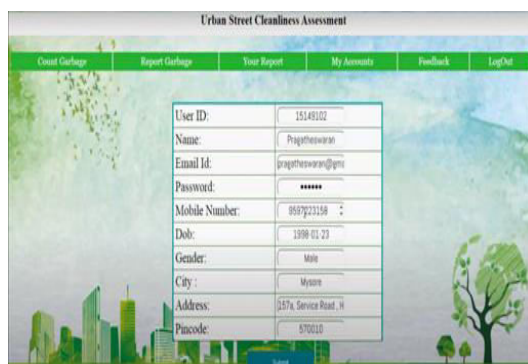 Urban Street Cleanliness Assessment
Count Garbage Report Garbage Your Report My Accounts Feedback LogOut
User ID: 15149102
Name: Pragatheswaran
Email Id: pragatheswaran@gma
Password: ••••••
Mobile Number:
Dob: 1998-01-23
Gender: Male
City : Mysore
Address: 157a, Service Road , H
Pincode: 570010
Submit